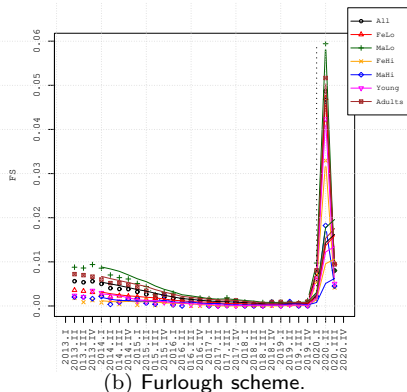 All
FeLo
MaLo
FeHi
MaHi
Young
Adults
FS
0.06
0.05
0.04
0.03
0.02
0.01
0.00
2013.II
2013.III
2013.IV
2014.I
2014.II
2014.III
2014.IV
2015.I
2015.II
2015.III
2015.IV
2016.I
2016.II
2016.III
2016.IV
2017.I
2017.II
2017.III
2017.IV
2018.I
2018.II
2018.III
2018.IV
2019.I
2019.II
2019.III
2019.IV
2020.I
2020.II
2020.III
2020.IV
(b) Furlough scheme.